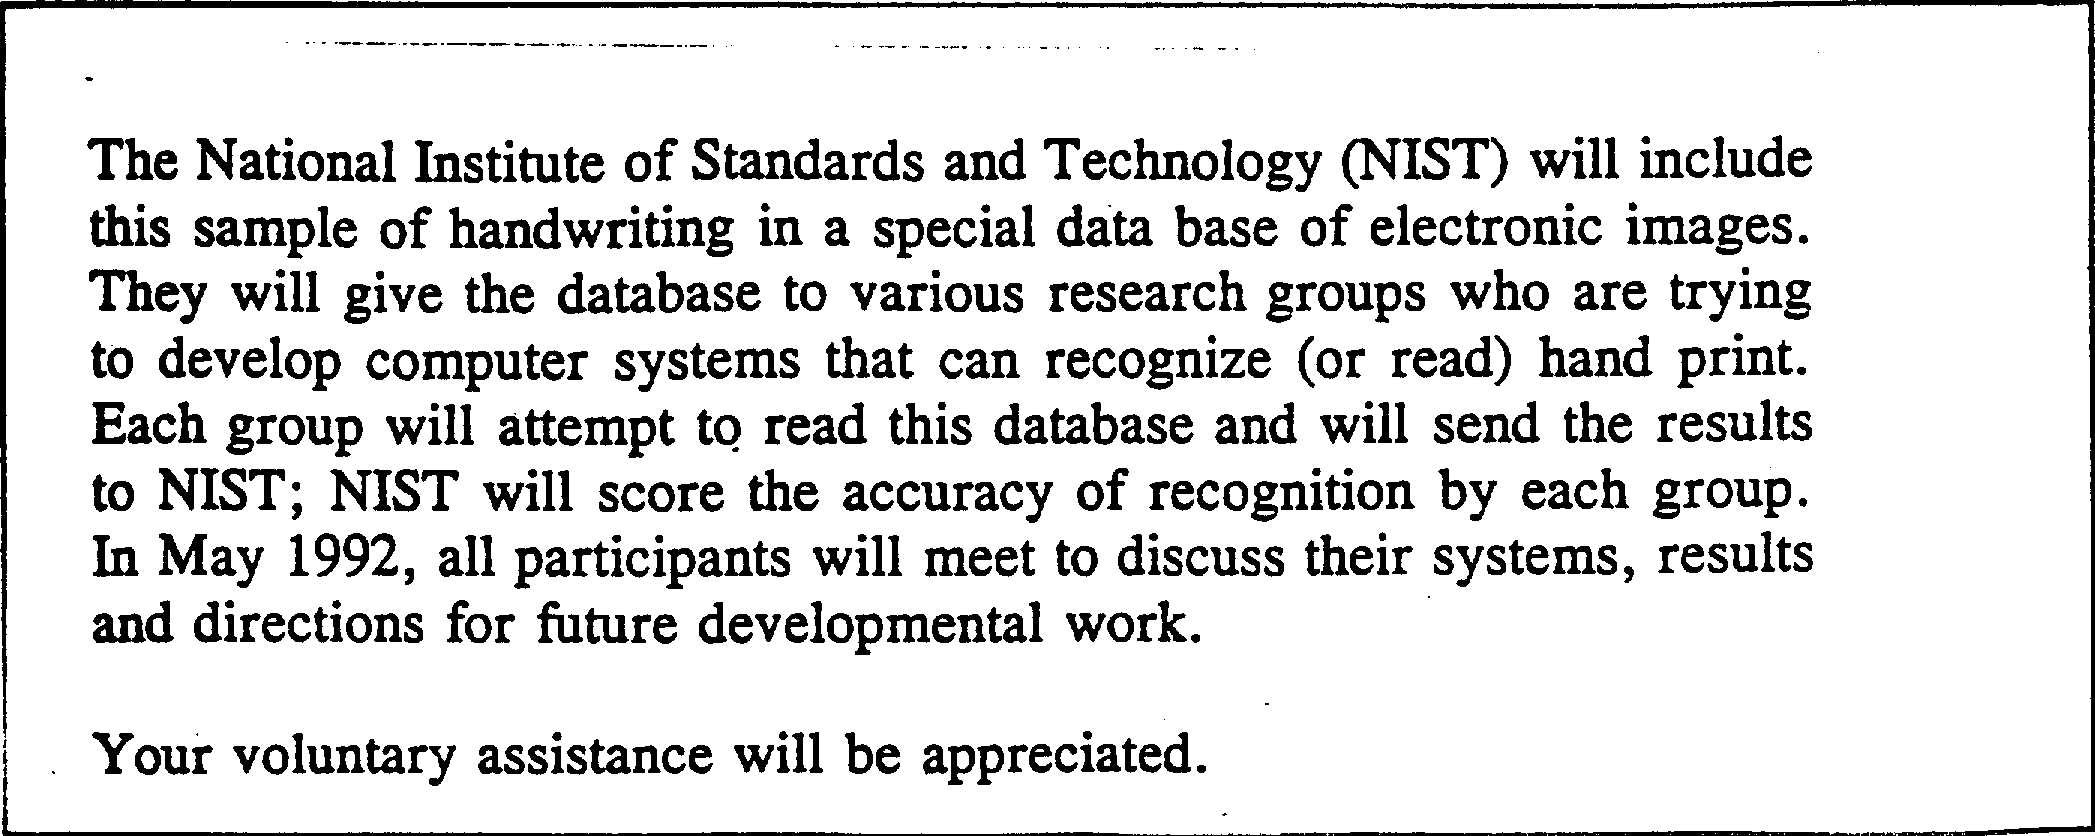 The National Institute of Standards and Technology (NIST) will include
this sample of handwriting in a special data base of electronic images.
They will give the database to various research groups who are trying
to develop computer systems that can recognize (or read) hand print.
Each group will attempt to read this database and will send the results
to NIST; NIST will score the accuracy of recognition by each group.
In May 1992, all participants will meet to discuss their systems, results
and directions for future developmental work.
Your voluntary assistance will be appreciated.